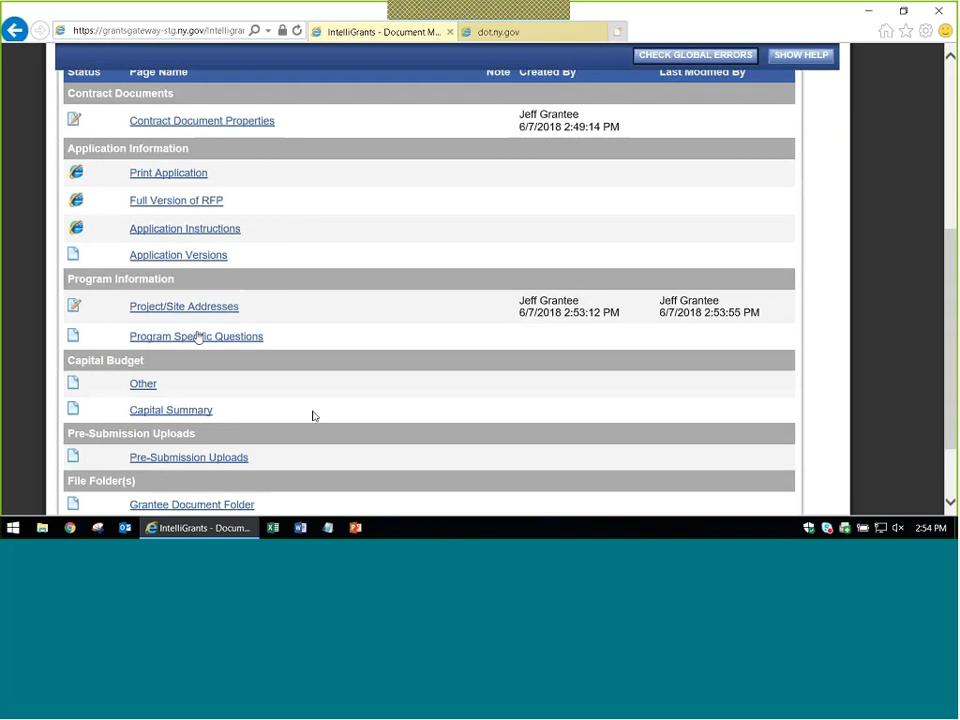 https://grantsgateway-stg.ny.gov/Intelligrar
IntelliGrants - Document M...
dot.ny.gov
CHECK GLOBAL ERRORS
SHOW HELP
Status Page Name Note Created By Last Modified By
Contract Documents
Contract Document Properties
Jeff Grantee
6/7/2018 2:49:14 PM
Application Information
Print Application
Full Version of RFP
Application Instructions
Application Versions
Program Information
Project/Site Addresses
Jeff Grantee
6/7/2018 2:53:12 PM
Jeff Grantee
6/7/2018 2:53:55 PM
Program Specific Questions
Capital Budget
Other
Capital Summary
Pre-Submission Uploads
Pre-Submission Uploads
File Folder(s)
Grantee Document Folder
IntelliGrants - Docum...
2:54 PM